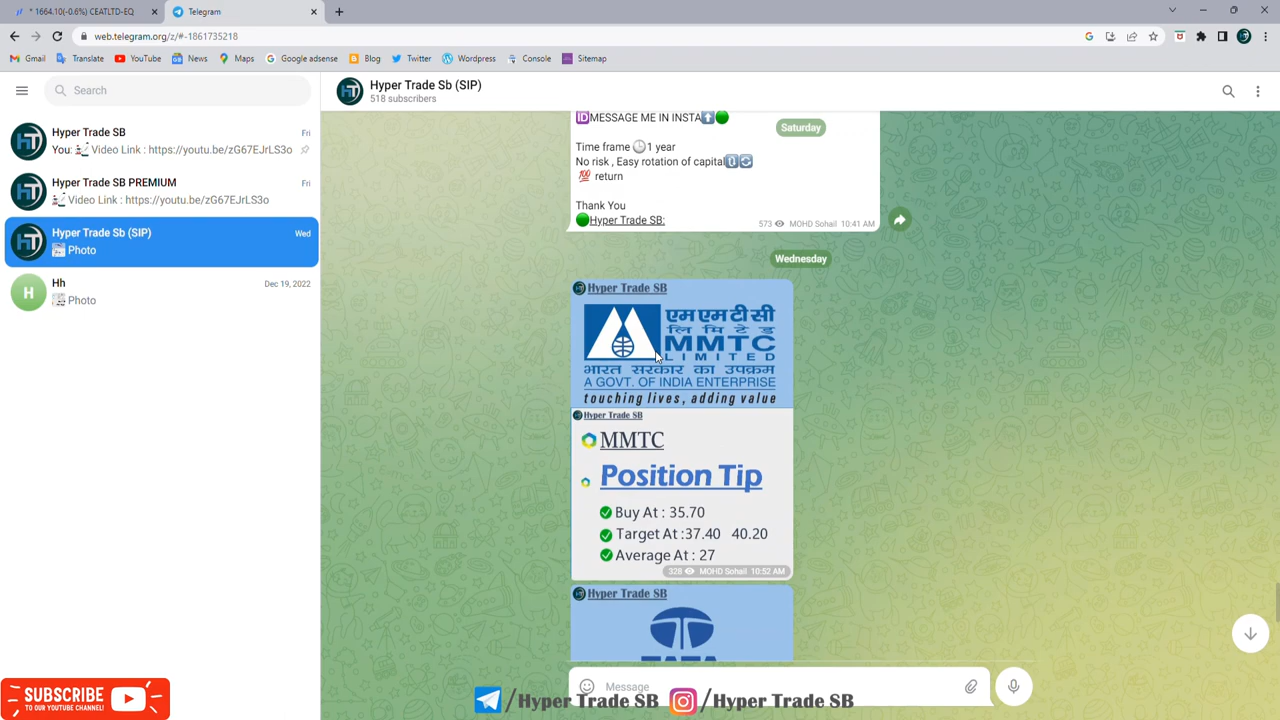 * 1664.10(-0.6%) CEATLTD-EQ
Telegram
web.telegram.org/z/#-1861735218
Gmail
Translate
YouTube
News
Maps
Google adsense
Blog
Twitter
Wordpress
Console
Sitemap
Search
Hyper Trade SB
Fri
You: Video Link : https://youtu.be/zG67EJrLS3o
Hyper Trade SB PREMIUM
Fri
Video Link : https://youtu.be/zG67EJrLS3o
Hyper Trade Sb (SIP)
Wed
Photo
H
Hh
Dec 19, 2022
Photo
Hyper Trade Sb (SIP)
518 subscribers
🆔MESSAGE ME IN INSTA⬆️🟢
Saturday
Time frame 🕒1 year
No risk , Easy rotation of capital🔃🔄
💯 return
Thank You
🟢Hyper Trade SB:
573 MOHD Sohail 10:41 AM
Wednesday
Hyper Trade SB
एमएमटीसी
लिमिटेड
MMTC
LIMITED
भारत सरकार का उपक्रम
A GOVT. OF INDIA ENTERPRISE
touching lives, adding value
Hyper Trade SB
MMTC
Position Tip
Buy At : 35.70
Target At :37.40 40.20
Average At : 27
328 MOHD Sohail 10:52 AM
Hyper Trade SB
TATA
Message
SUBSCRIBE
TO OUR YOUTUBE CHANNEL!
/Hyper Trade SB
/Hyper Trade SB